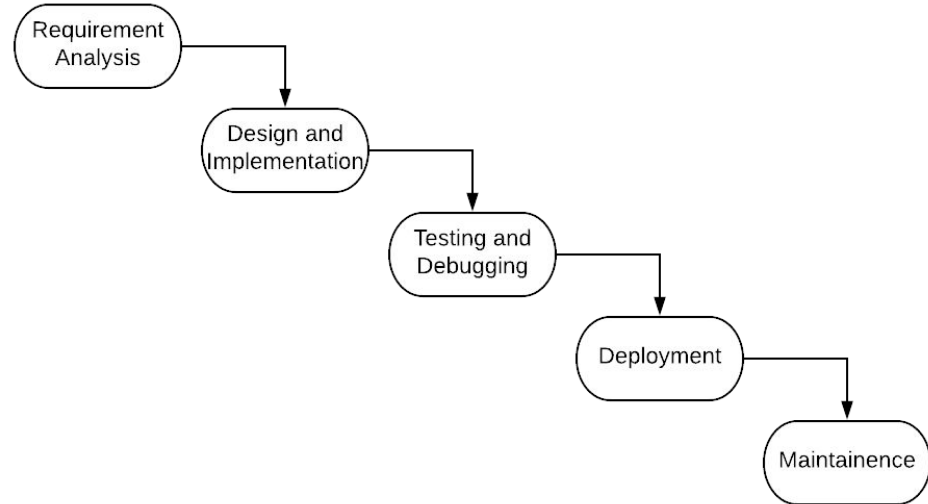 Requirement
Analysis
Design and
Implementation
Testing and
Debugging
Deployment
Maintainence